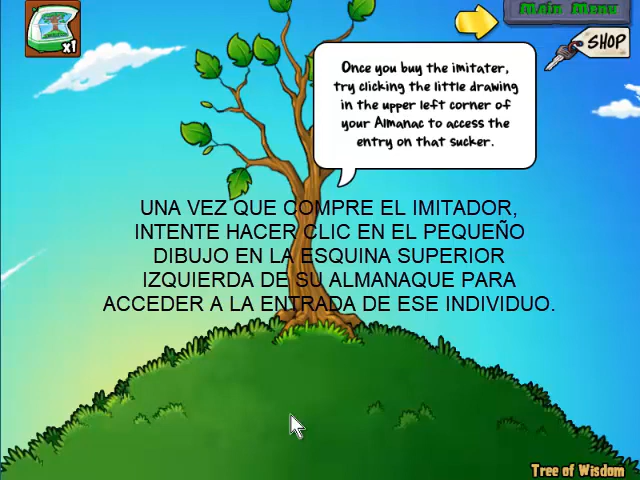 x1
Main Menu
SHOP
Once you buy the imitater,
try clicking the little drawing
in the upper left corner of
your Almanac to access the
entry on that sucker.
UNA VEZ QUE COMPRE EL IMITADOR,
INTENTE HACER CLIC EN EL PEQUEÑO
DIBUJO EN LA ESQUINA SUPERIOR
IZQUIERDA DE SU ALMANAQUE PARA
ACCEDER A LA ENTRADA DE ESE INDIVIDUO.
Tree of Wisdom